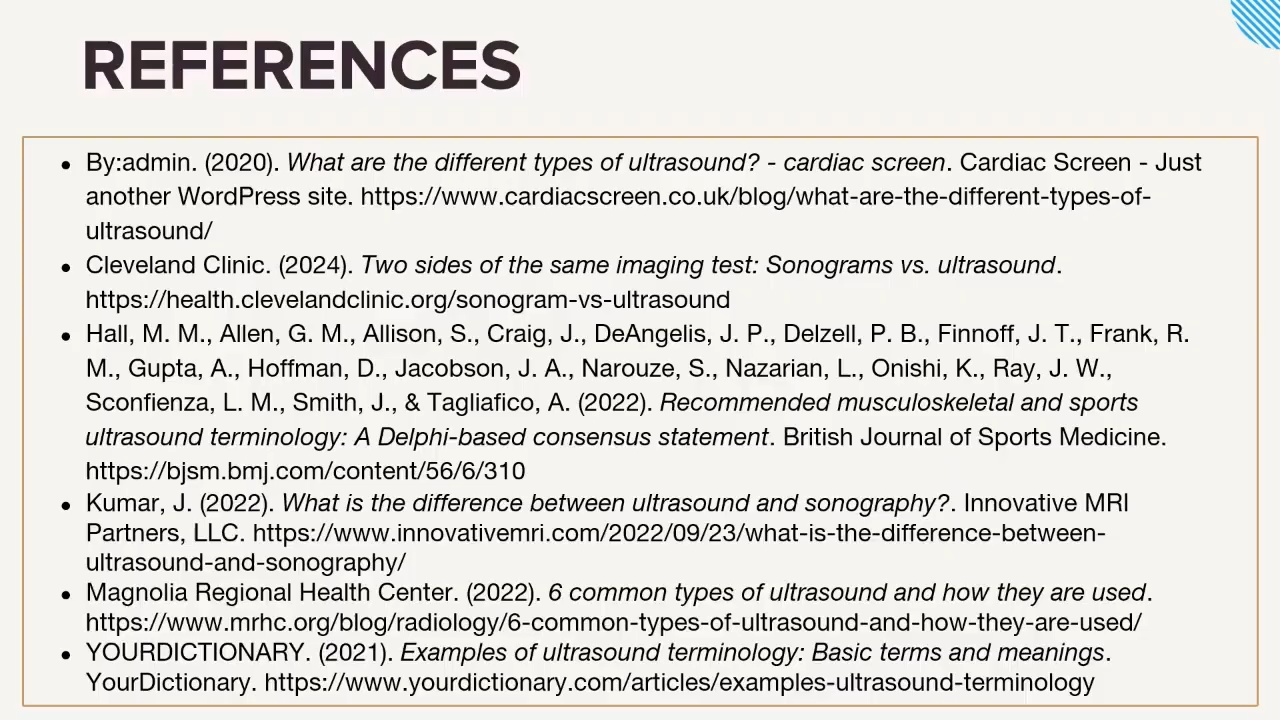 REFERENCES
• By:admin. (2020). What are the different types of ultrasound? - cardiac screen. Cardiac Screen - Just
another WordPress site. https://www.cardiacscreen.co.uk/blog/what-are-the-different-types-of-
ultrasound/
• Cleveland Clinic. (2024). Two sides of the same imaging test: Sonograms vs. ultrasound.
https://health.clevelandclinic.org/sonogram-vs-ultrasound
• Hall, M. M., Allen, G. M., Allison, S., Craig, J., DeAngelis, J. P., Delzell, P. B., Finnoff, J. T., Frank, R.
M., Gupta, A., Hoffman, D., Jacobson, J. A., Narouze, S., Nazarian, L., Onishi, K., Ray, J. W.,
Sconfienza, L. M., Smith, J., & Tagliafico, A. (2022). Recommended musculoskeletal and sports
ultrasound terminology: A Delphi-based consensus statement. British Journal of Sports Medicine.
https://bjsm.bmj.com/content/56/6/310
• Kumar, J. (2022). What is the difference between ultrasound and sonography?. Innovative MRI
Partners, LLC. https://www.innovativemri.com/2022/09/23/what-is-the-difference-between-
ultrasound-and-sonography/
• Magnolia Regional Health Center. (2022). 6 common types of ultrasound and how they are used.
https://www.mrhc.org/blog/radiology/6-common-types-of-ultrasound-and-how-they-are-used/
• YOURDICTIONARY. (2021). Examples of ultrasound terminology: Basic terms and meanings.
YourDictionary. https://www.yourdictionary.com/articles/examples-ultrasound-terminology